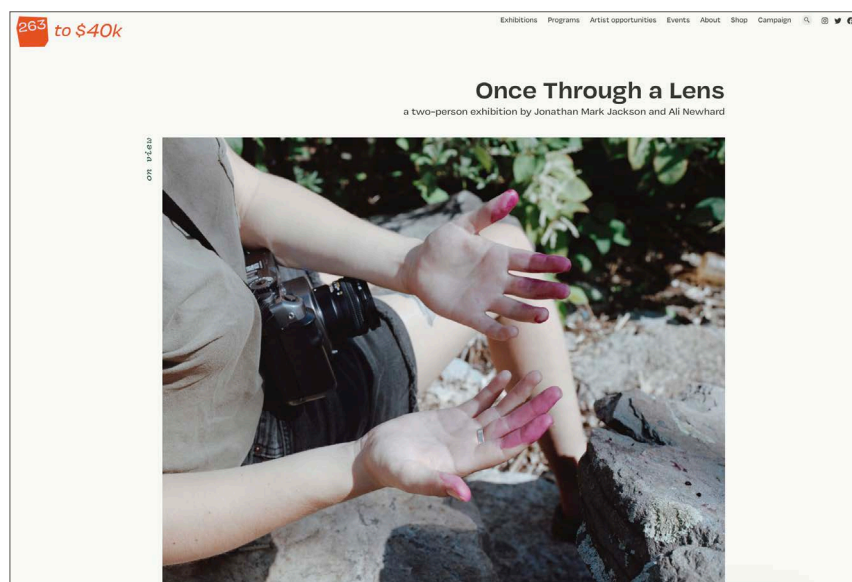 263 to $40k
Exhibitions Programs Artist opportunities Events About Shop Campaign
Once Through a Lens
a two-person exhibition by Jonathan Mark Jackson and Ali Newhard
on view